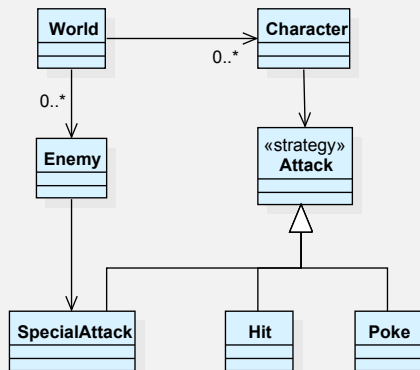 World
Character
0..*
0..*
«strategy»
Attack
Enemy
SpecialAttack
Hit
Poke